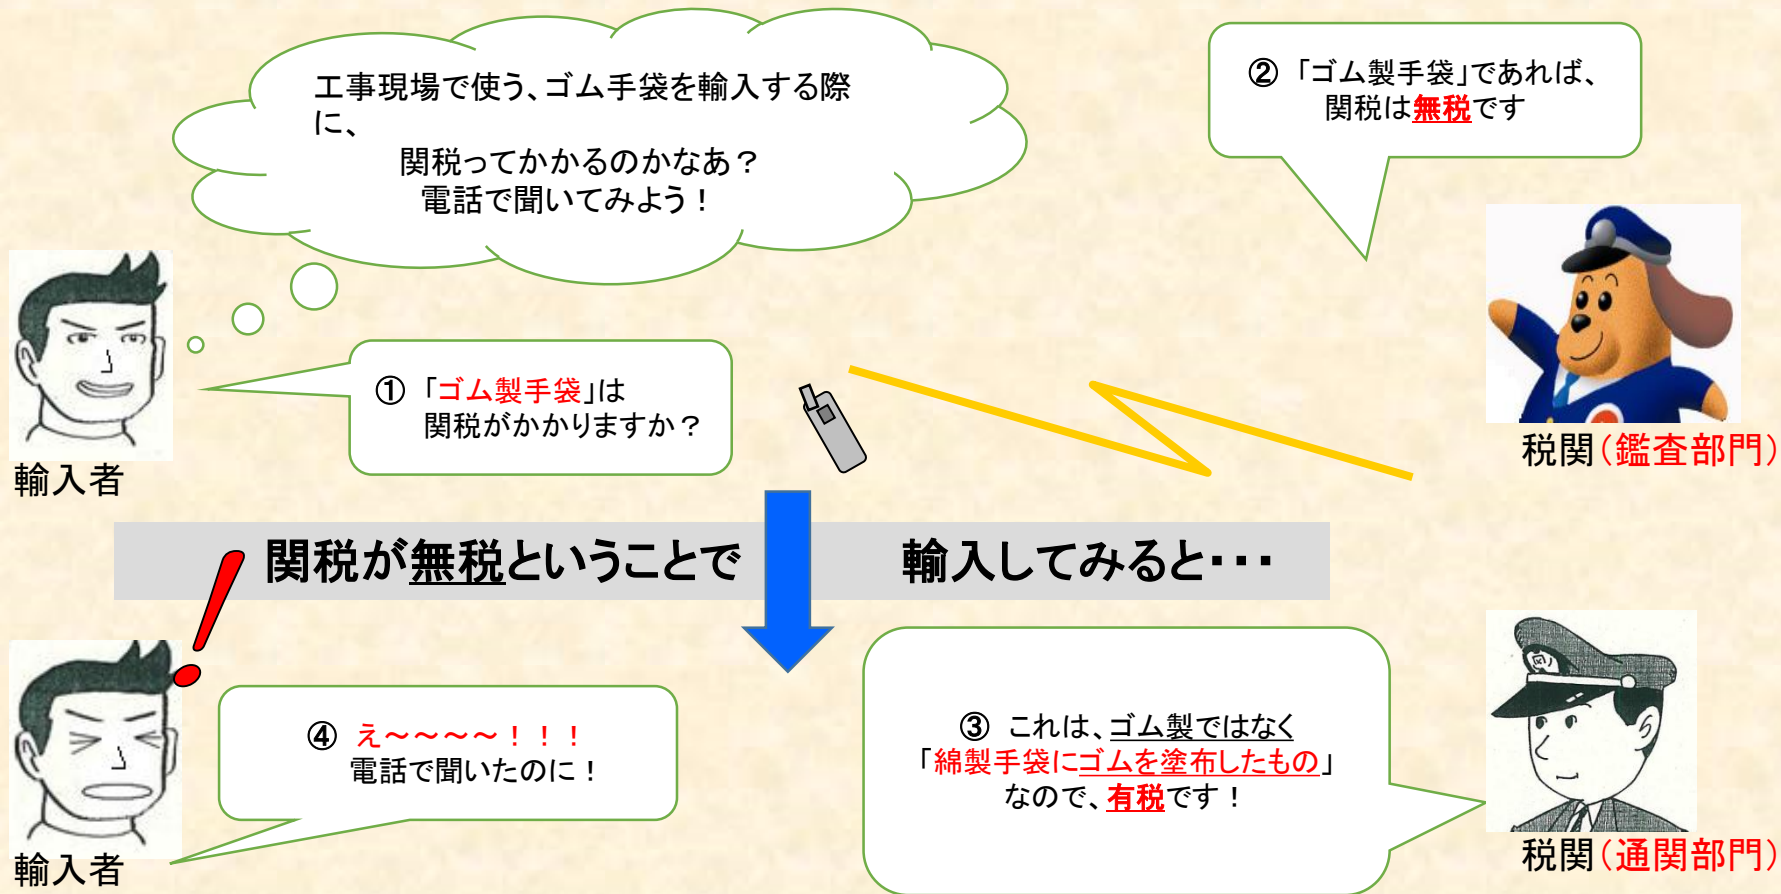 工事現場で使う、ゴム手袋を輸入する際
に、
関税ってかかるのかなあ？
電話で聞いてみよう！
② 「ゴム製手袋」であれば、
関税は無税です
① 「ゴム製手袋」は
関税がかかりますか？
輸入者
税関（鑑査部門）
関税が無税ということで 輸入してみると・・・
③ これは、ゴム製ではなく
「綿製手袋にゴムを塗布したもの」
なので、有税です！
④ え～～～～！！！
電話で聞いたのに！
輸入者
税関（通関部門）